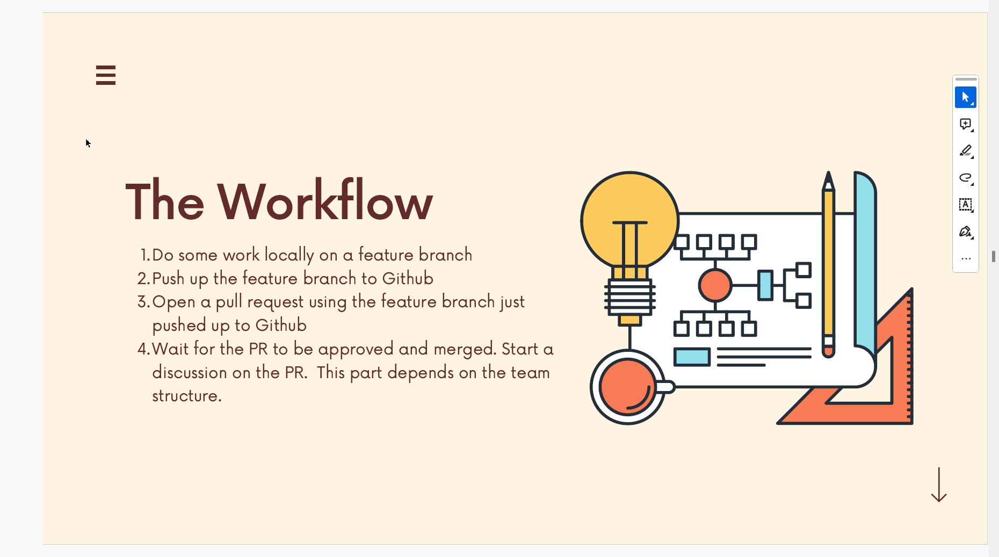 The Workflow
1.Do some work locally on a feature branch
2.Push up the feature branch to Github
3.Open a pull request using the feature branch just
pushed up to Github
4.Wait for the PR to be approved and merged. Start a
discussion on the PR.  This part depends on the team
structure.
A